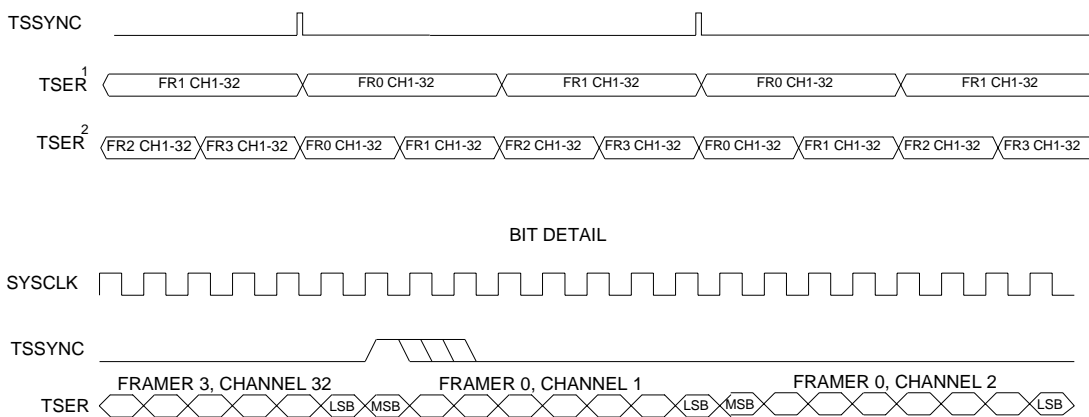 TSSYNC
TSER1 FR1 CH1-32 FR0 CH1-32 FR1 CH1-32 FR0 CH1-32 FR1 CH1-32
TSER2 FR2 CH1-32 FR3 CH1-32 FR0 CH1-32 FR1 CH1-32 FR2 CH1-32 FR3 CH1-32 FR0 CH1-32 FR1 CH1-32 FR2 CH1-32 FR3 CH1-32
BIT DETAIL
SYSCLK
TSSYNC
FRAMER 3, CHANNEL 32 FRAMER 0, CHANNEL 1 FRAMER 0, CHANNEL 2
TSER LSB MSB LSB MSB LSB